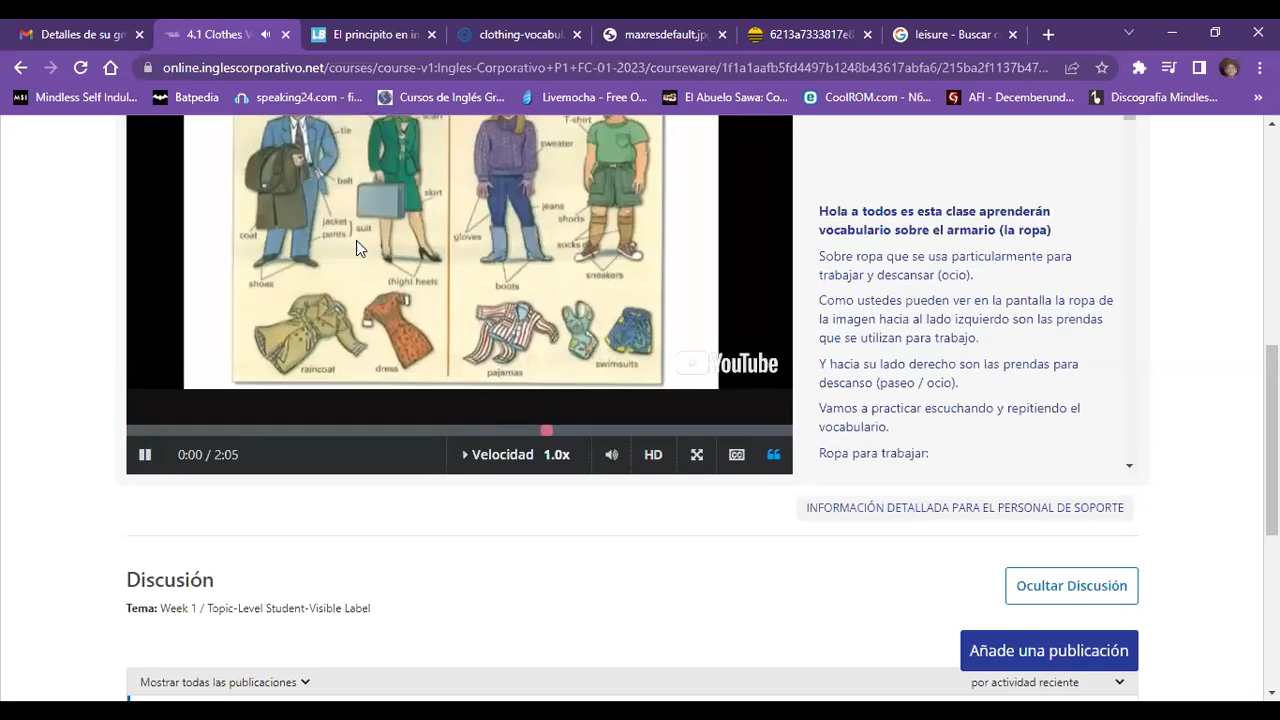 Detalles de su gm
4.1 Clothes V
El principito en in
clothing-vocabul
maxresdefault.jp
6213a7333817e8
leisure - Buscar c
online.inglescorporativo.net/courses/course-v1:Ingles-Corporativo+P1+FC-01-2023/courseware/1f1a1aafb5fd4497b1248b43617abfa6/215ba2f1137b47...
Mindless Self Indul...
Batpedia
speaking24.com - fi...
Cursos de Inglés Gr...
Livemocha - Free O...
El Abuelo Sawa: Co...
CoolROM.com - N6...
AFI - Decemberund...
Discografia Mindles...
»
tie
scarf
T-shirt
sweater
belt
skirt
jacket
pants
suit
coat
gloves
jeans
shorts
socks
shoes
(high) heels
boots
sneakers
raincoat
dress
pajamas
swimsuits
YouTube
0:00 / 2:05
Velocidad 1.0x
HD
Hola a todos es esta clase aprenderán
vocabulario sobre el armario (la ropa)
Sobre ropa que se usa particularmente para
trabajar y descansar (ocio).
Como ustedes pueden ver en la pantalla la ropa de
la imagen hacia al lado izquierdo son las prendas
que se utilizan para trabajo.
Y hacia su lado derecho son las prendas para
descanso (paseo / ocio).
Vamos a practicar escuchando y repitiendo el
vocabulario.
Ropa para trabajar:
INFORMACIÓN DETALLADA PARA EL PERSONAL DE SOPORTE
Discusión
Ocultar Discusión
Tema: Week 1 / Topic-Level Student-Visible Label
Añade una publicación
Mostrar todas las publicaciones
por actividad reciente